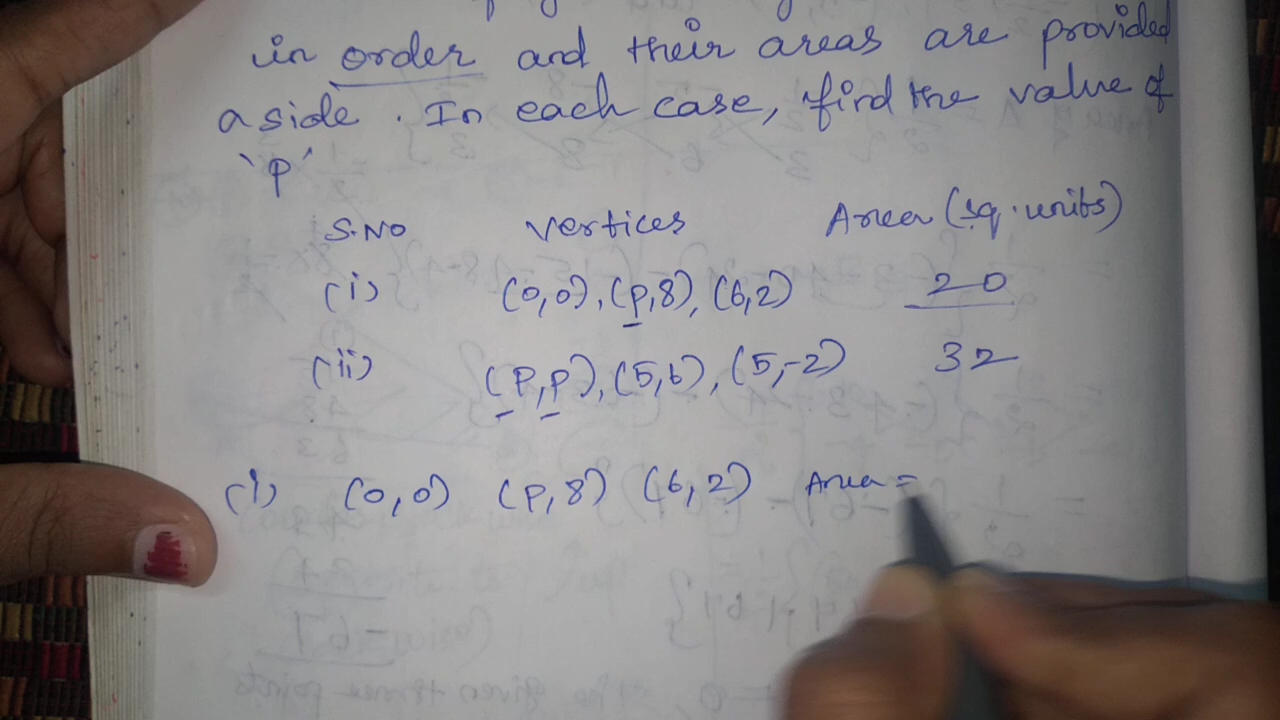 in order and their areas are provided
aside. In each case, find the value of
'p'
S.No vertices Area (sq.units)
(i) (0,0), (p,8), (6,2) 20
(ii) (p,p), (5,6), (5,-2) 32
(i) (0,0) (p,8) (6,2) Area =